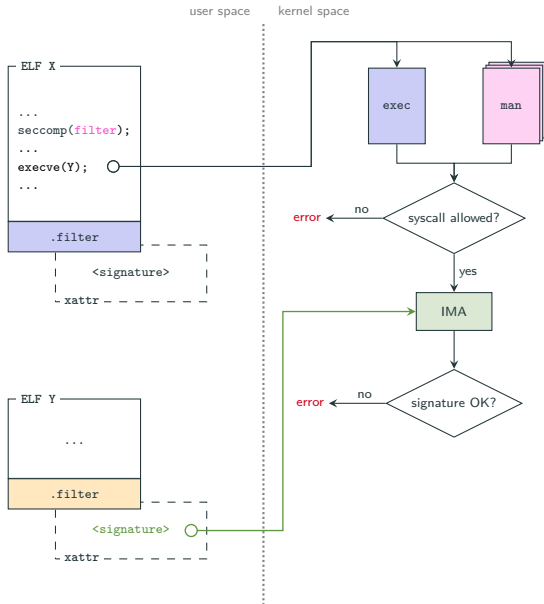 user space
kernel space
ELF X
...
seccomp(filter);
...
execve(Y);
...
.filter
<signature>
xattr
exec
man
syscall allowed?
no
error
yes
IMA
signature OK?
no
error
ELF Y
...
.filter
<signature>
xattr